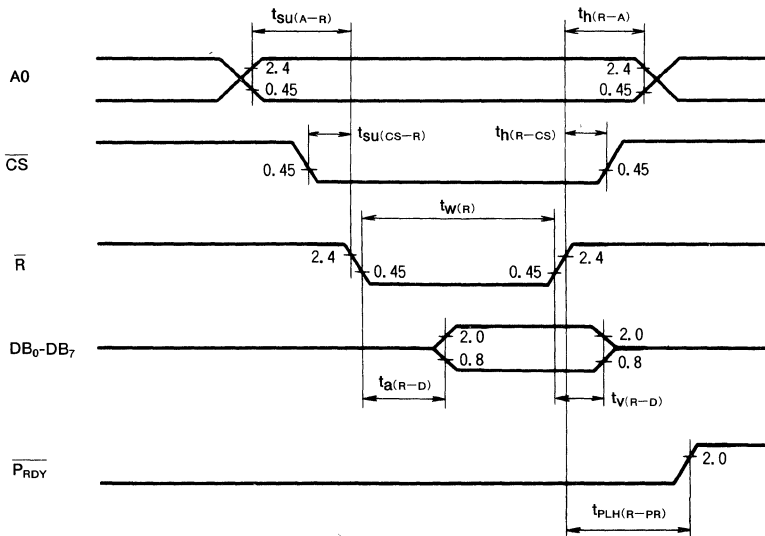 tsu(A−R)
th(R−A)
A0
2.4
0.45
2.4
0.45
tsu(CS−R)
th(R−CS)
CS
0.45
0.45
tW(R)
R
2.4
0.45
0.45
2.4
DB0-DB7
2.0
0.8
2.0
0.8
ta(R−D)
tV(R−D)
PRDY
2.0
tPLH(R−PR)